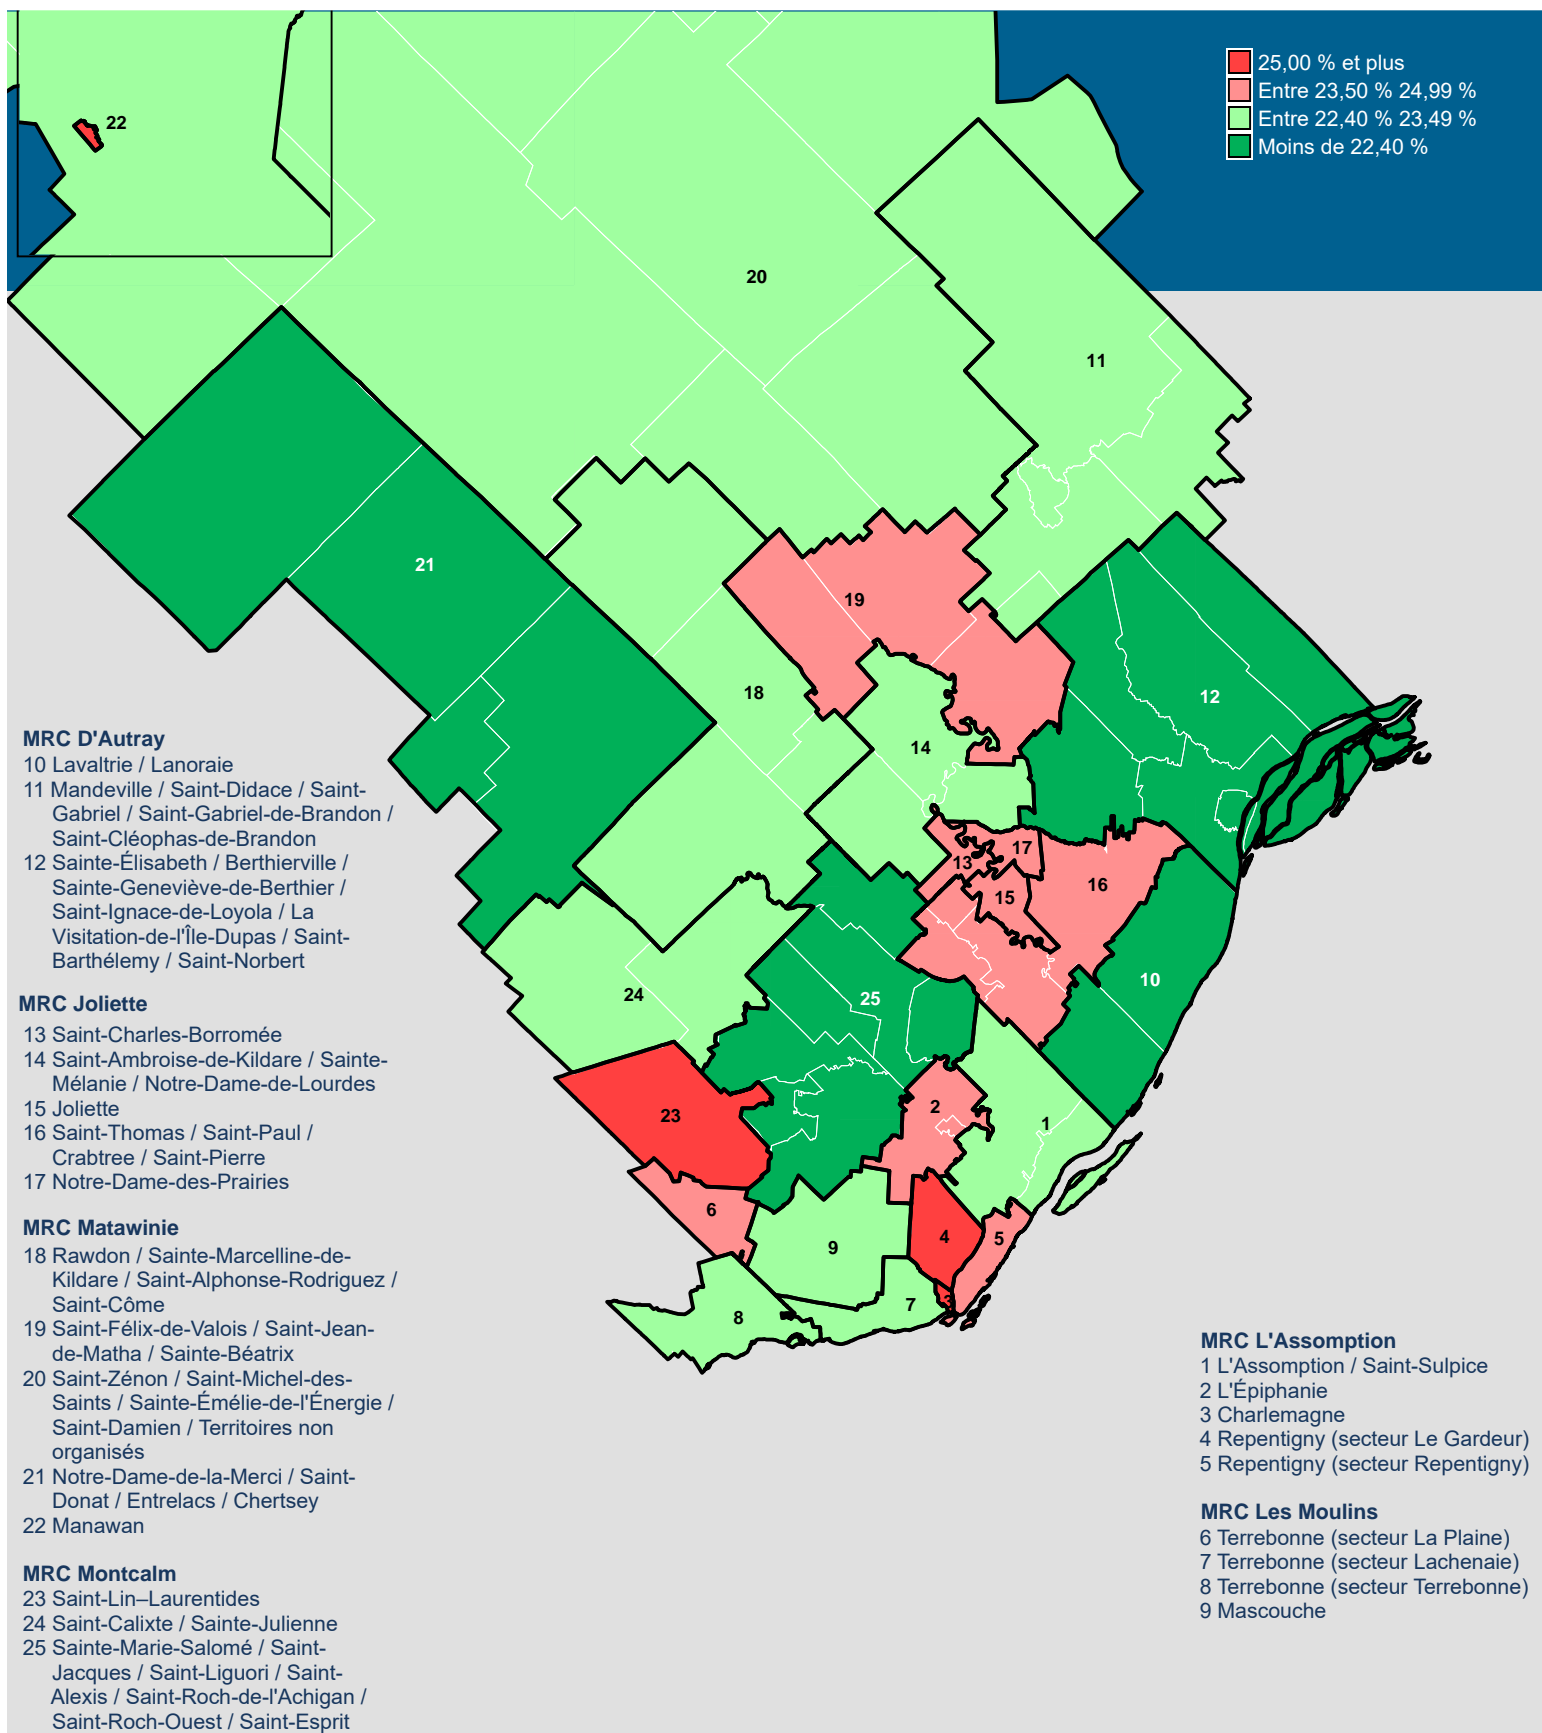 25,00 % et plus
Entre 23,50 % 24,99 %
Entre 22,40 % 23,49 %
Moins de 22,40 %
22
20
11
21
19
18
12
14
17
13
16
15
10
24
25
23
2
1
6
4
5
9
3
7
8
MRC D'Autray
10 Lavaltrie / Lanoraie
11 Mandeville / Saint-Didace / Saint-
Gabriel / Saint-Gabriel-de-Brandon /
Saint-Cléophas-de-Brandon
12 Sainte-Élisabeth / Berthierville /
Sainte-Geneviève-de-Berthier /
Saint-Ignace-de-Loyola / La
Visitation-de-l'Île-Dupas / Saint-
Barthélemy / Saint-Norbert
MRC Joliette
13 Saint-Charles-Borromée
14 Saint-Ambroise-de-Kildare / Sainte-
Mélanie / Notre-Dame-de-Lourdes
15 Joliette
16 Saint-Thomas / Saint-Paul /
Crabtree / Saint-Pierre
17 Notre-Dame-des-Prairies
MRC Matawinie
18 Rawdon / Sainte-Marcelline-de-
Kildare / Saint-Alphonse-Rodriguez /
Saint-Côme
19 Saint-Félix-de-Valois / Saint-Jean-
de-Matha / Sainte-Béatrix
20 Saint-Zénon / Saint-Michel-des-
Saints / Sainte-Émélie-de-l'Énergie /
Saint-Damien / Territoires non
organisés
21 Notre-Dame-de-la-Merci / Saint-
Donat / Entrelacs / Chertsey
22 Manawan
MRC Montcalm
23 Saint-Lin–Laurentides
24 Saint-Calixte / Sainte-Julienne
25 Sainte-Marie-Salomé / Saint-
Jacques / Saint-Liguori / Saint-
Alexis / Saint-Roch-de-l'Achigan /
Saint-Roch-Ouest / Saint-Esprit
MRC L'Assomption
1 L'Assomption / Saint-Sulpice
2 L'Épiphanie
3 Charlemagne
4 Repentigny (secteur Le Gardeur)
5 Repentigny (secteur Repentigny)
MRC Les Moulins
6 Terrebonne (secteur La Plaine)
7 Terrebonne (secteur Lachenaie)
8 Terrebonne (secteur Terrebonne)
9 Mascouche